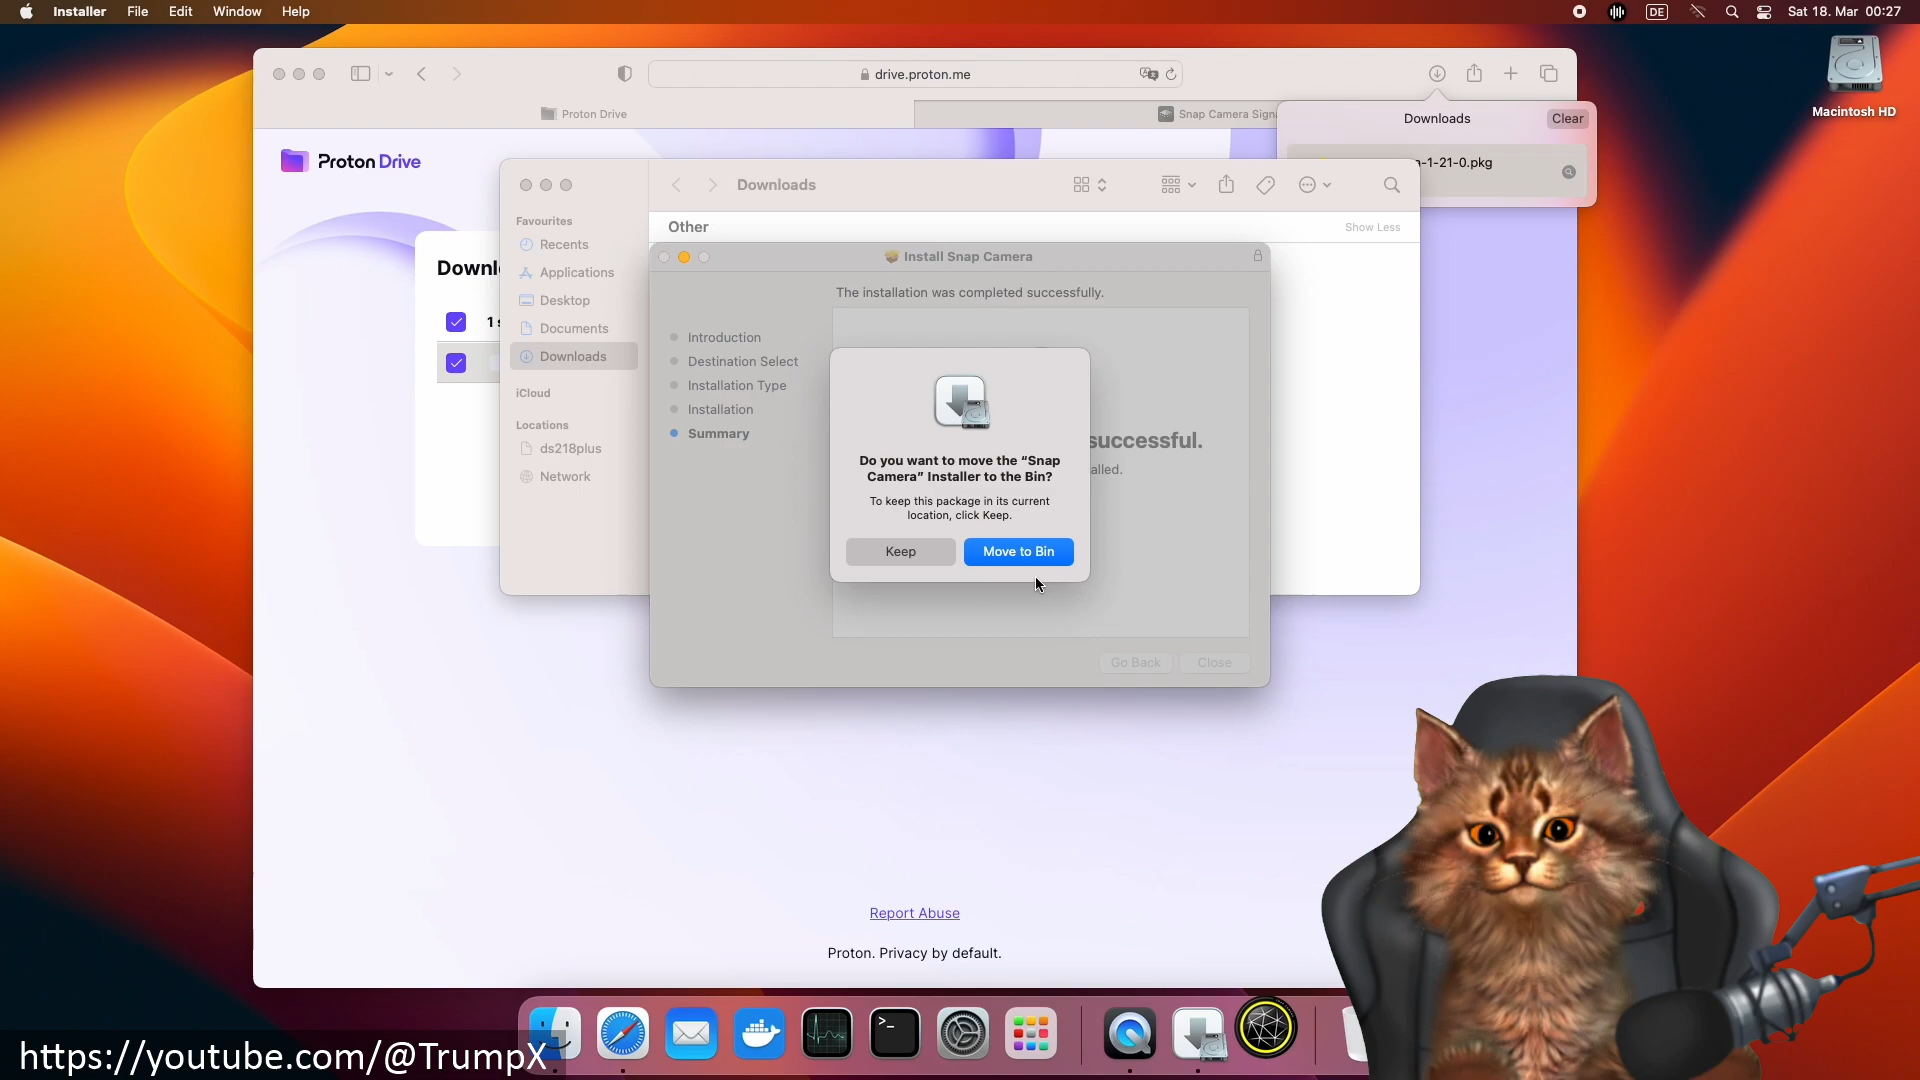 Installer File Edit Window Help
DE Sat 18. Mar 00:27
drive.proton.me
Macintosh HD
Proton Drive
Snap Camera Sign
Downloads Clear
-1-21-0.pkg
Proton Drive
Downloads
Favourites
Recents
Applications
Desktop
Documents
Downloads
iCloud
Locations
ds218plus
Network
Other Show Less
Downl
1
Install Snap Camera
The installation was completed successfully.
Introduction
Destination Select
Installation Type
Installation
Summary
successful.
alled.
Do you want to move the “Snap
Camera” Installer to the Bin?
To keep this package in its current
location, click Keep.
Keep Move to Bin
Go Back Close
Report Abuse
Proton. Privacy by default.
https://youtube.com/@TrumpX